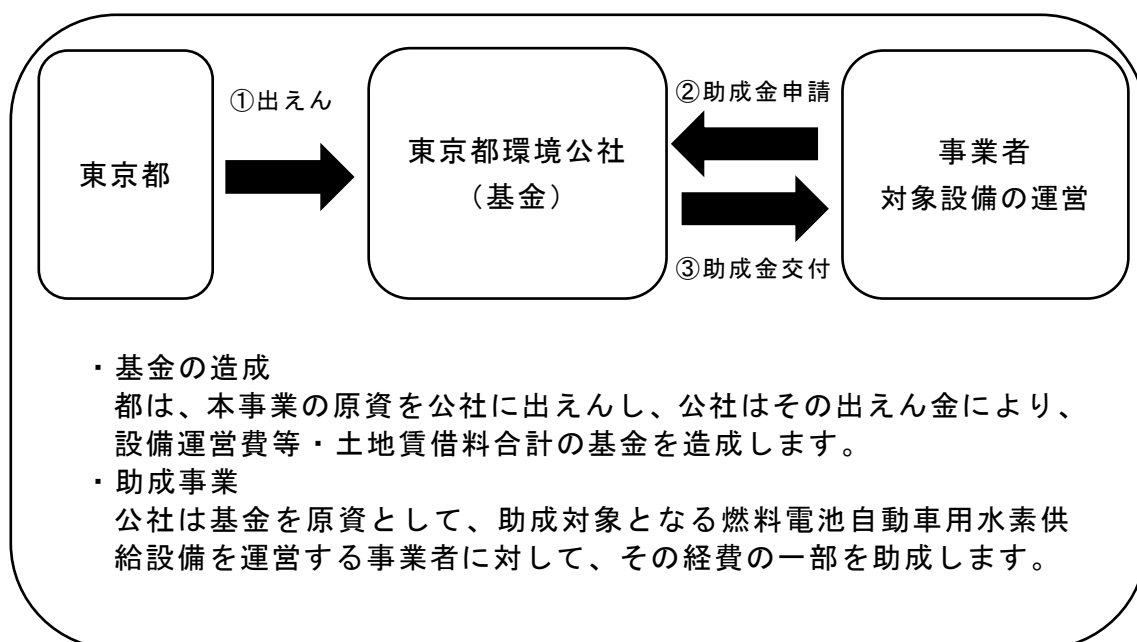 東京都
①出えん
東京都環境公社
（基金）
②助成金申請
③助成金交付
事業者
対象設備の運営
・基金の造成
都は、本事業の原資を公社に出えんし、公社はその出えん金により、
設備運営費等・土地賃借料合計の基金を造成します。
・助成事業
公社は基金を原資として、助成対象となる燃料電池自動車用水素供
給設備を運営する事業者に対して、その経費の一部を助成します。